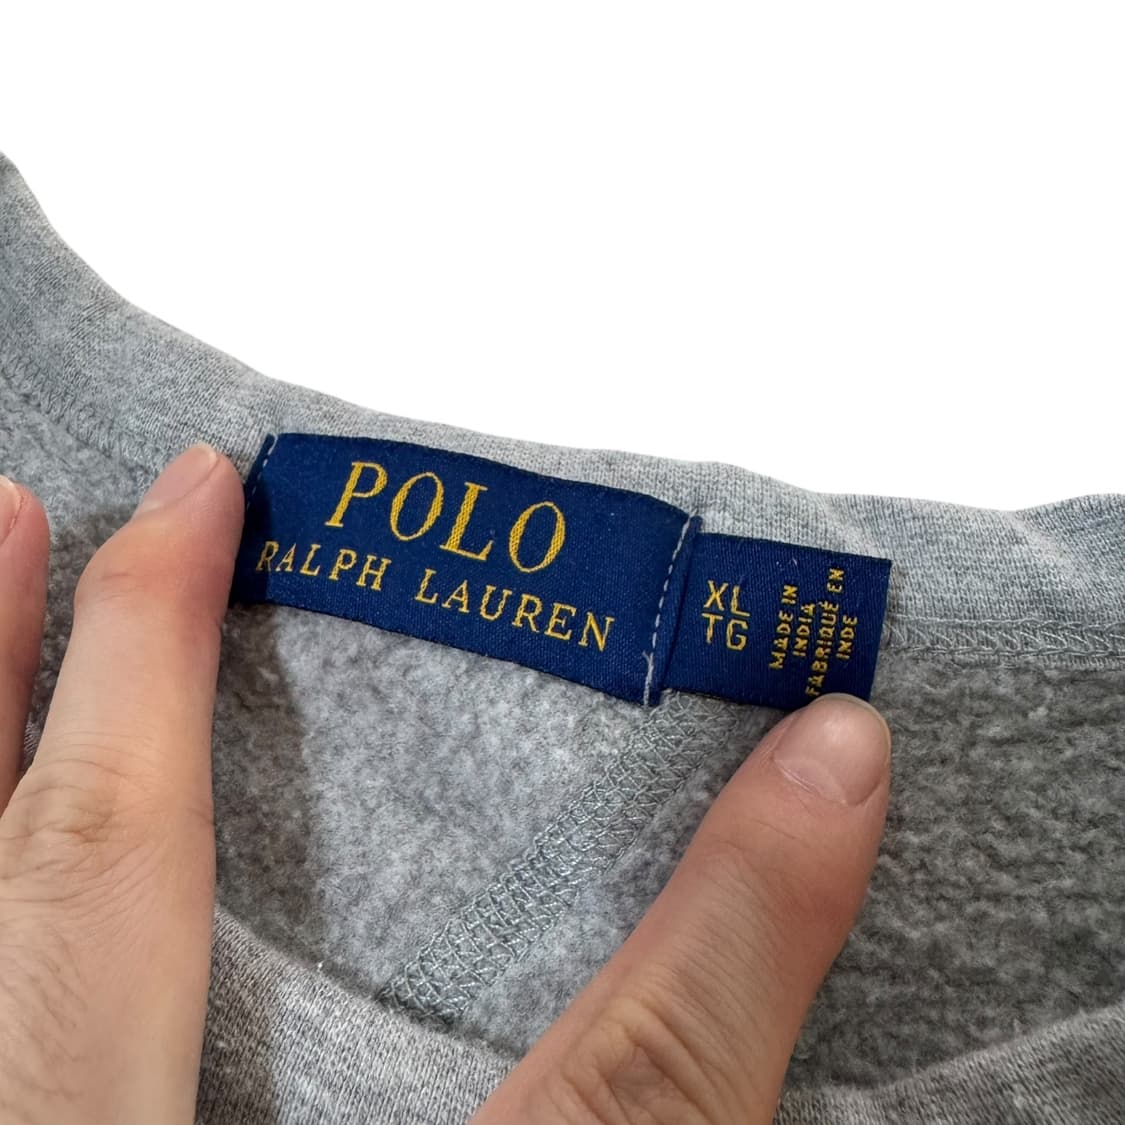 POLO
RALPH LAUREN
XL
TG
MADE IN
INDIA
FABRIQUÉ EN
INDE